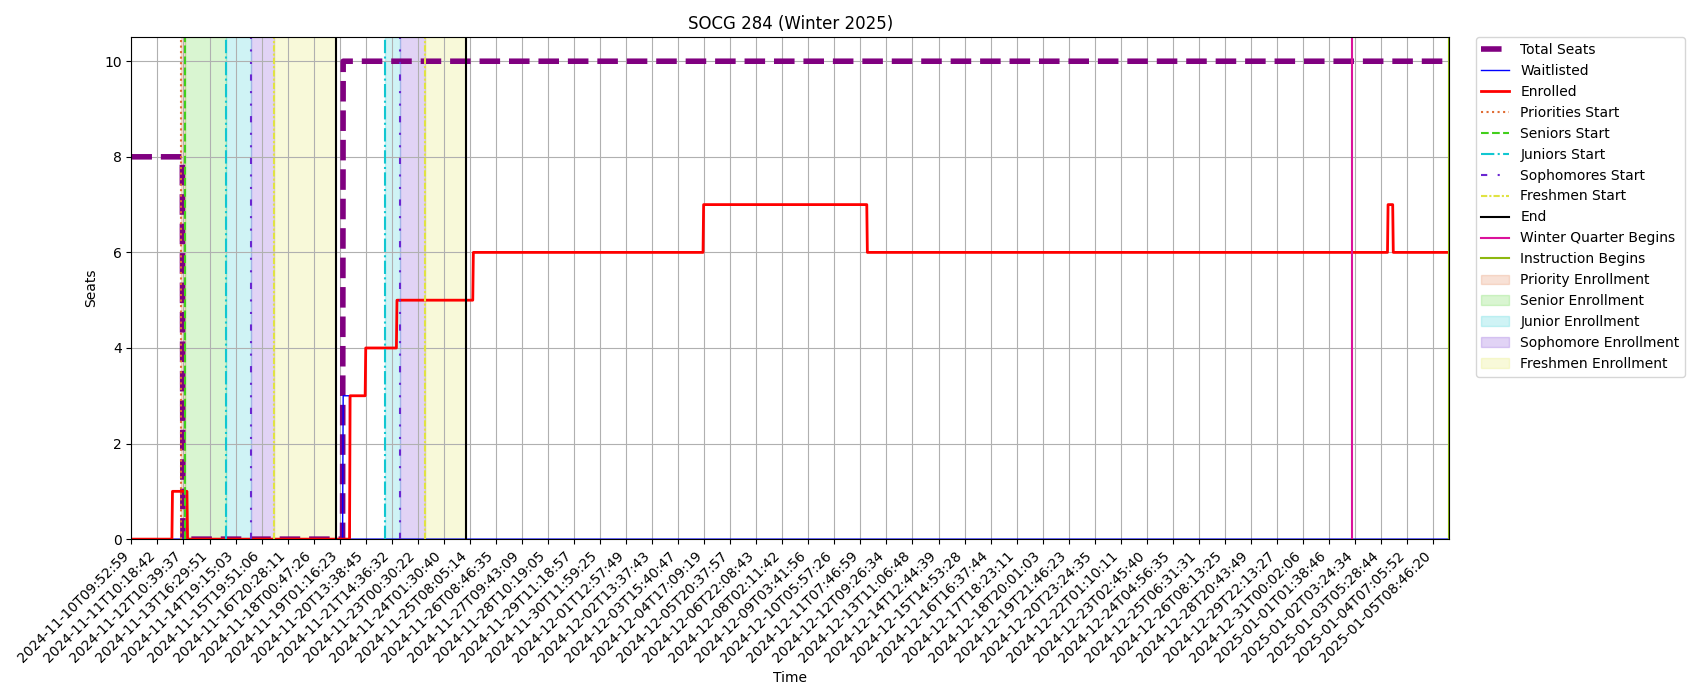 SOCG 284 (Winter 2025)
Seats
10
8
6
4
2
0
2024-11-10T09:52:59
2024-11-11T10:18:42
2024-11-12T10:39:37
2024-11-13T16:29:51
2024-11-14T19:15:03
2024-11-15T19:51:06
2024-11-16T20:28:11
2024-11-18T00:47:26
2024-11-19T01:16:23
2024-11-20T13:38:45
2024-11-21T14:36:32
2024-11-23T00:30:22
2024-11-24T01:30:40
2024-11-25T08:05:14
2024-11-26T08:46:35
2024-11-27T09:43:09
2024-11-28T10:19:05
2024-11-29T11:18:57
2024-11-30T11:59:25
2024-12-01T12:57:49
2024-12-02T13:37:43
2024-12-03T15:40:47
2024-12-04T17:09:19
2024-12-05T20:37:57
2024-12-06T22:08:43
2024-12-08T02:11:42
2024-12-09T03:41:56
2024-12-10T05:57:26
2024-12-11T07:46:59
2024-12-12T09:26:34
2024-12-13T11:06:48
2024-12-14T12:44:39
2024-12-15T14:53:28
2024-12-16T16:37:44
2024-12-17T18:23:11
2024-12-18T20:01:03
2024-12-19T21:46:23
2024-12-20T23:24:35
2024-12-22T01:10:11
2024-12-23T02:45:40
2024-12-24T04:56:35
2024-12-25T06:31:31
2024-12-26T08:13:25
2024-12-28T20:43:49
2024-12-29T22:13:27
2024-12-31T00:02:06
2025-01-01T01:38:46
2025-01-02T03:24:34
2025-01-03T05:28:44
2025-01-04T07:05:52
2025-01-05T08:46:20
Time
Total Seats
Waitlisted
Enrolled
Priorities Start
Seniors Start
Juniors Start
Sophomores Start
Freshmen Start
End
Winter Quarter Begins
Instruction Begins
Priority Enrollment
Senior Enrollment
Junior Enrollment
Sophomore Enrollment
Freshmen Enrollment